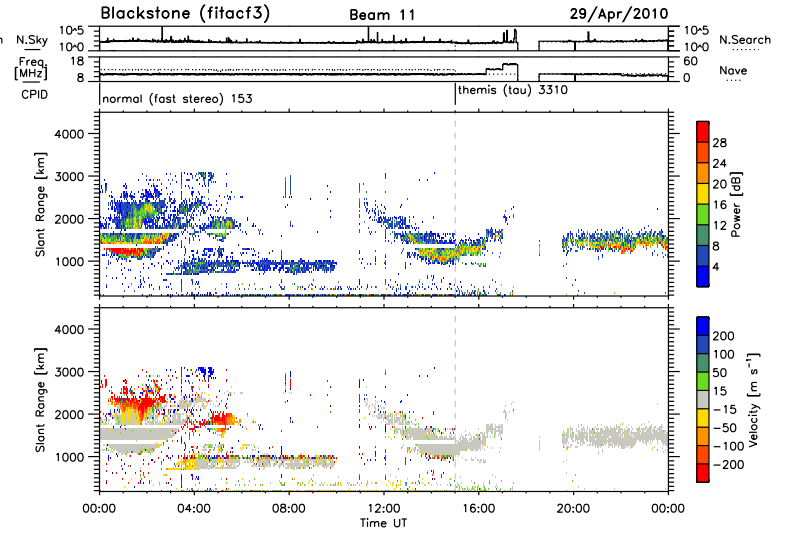 Blackstone (fitacf3) Beam 11 29/Apr/2010
N.Sky 10^5 10^0 10^5 10^0 N.Search
Freq. [MHz] 18 8 60 0 Nave
CPID normal (fast stereo) 153 themis (tau) 3310
Slant Range [km]
4000
3000
2000
1000
Power [dB]
28
24
20
16
12
8
4
Slant Range [km]
4000
3000
2000
1000
Velocity [m s⁻¹]
200
100
50
15
-15
-50
-100
-200
00:00 04:00 08:00 12:00 16:00 20:00 00:00
Time UT